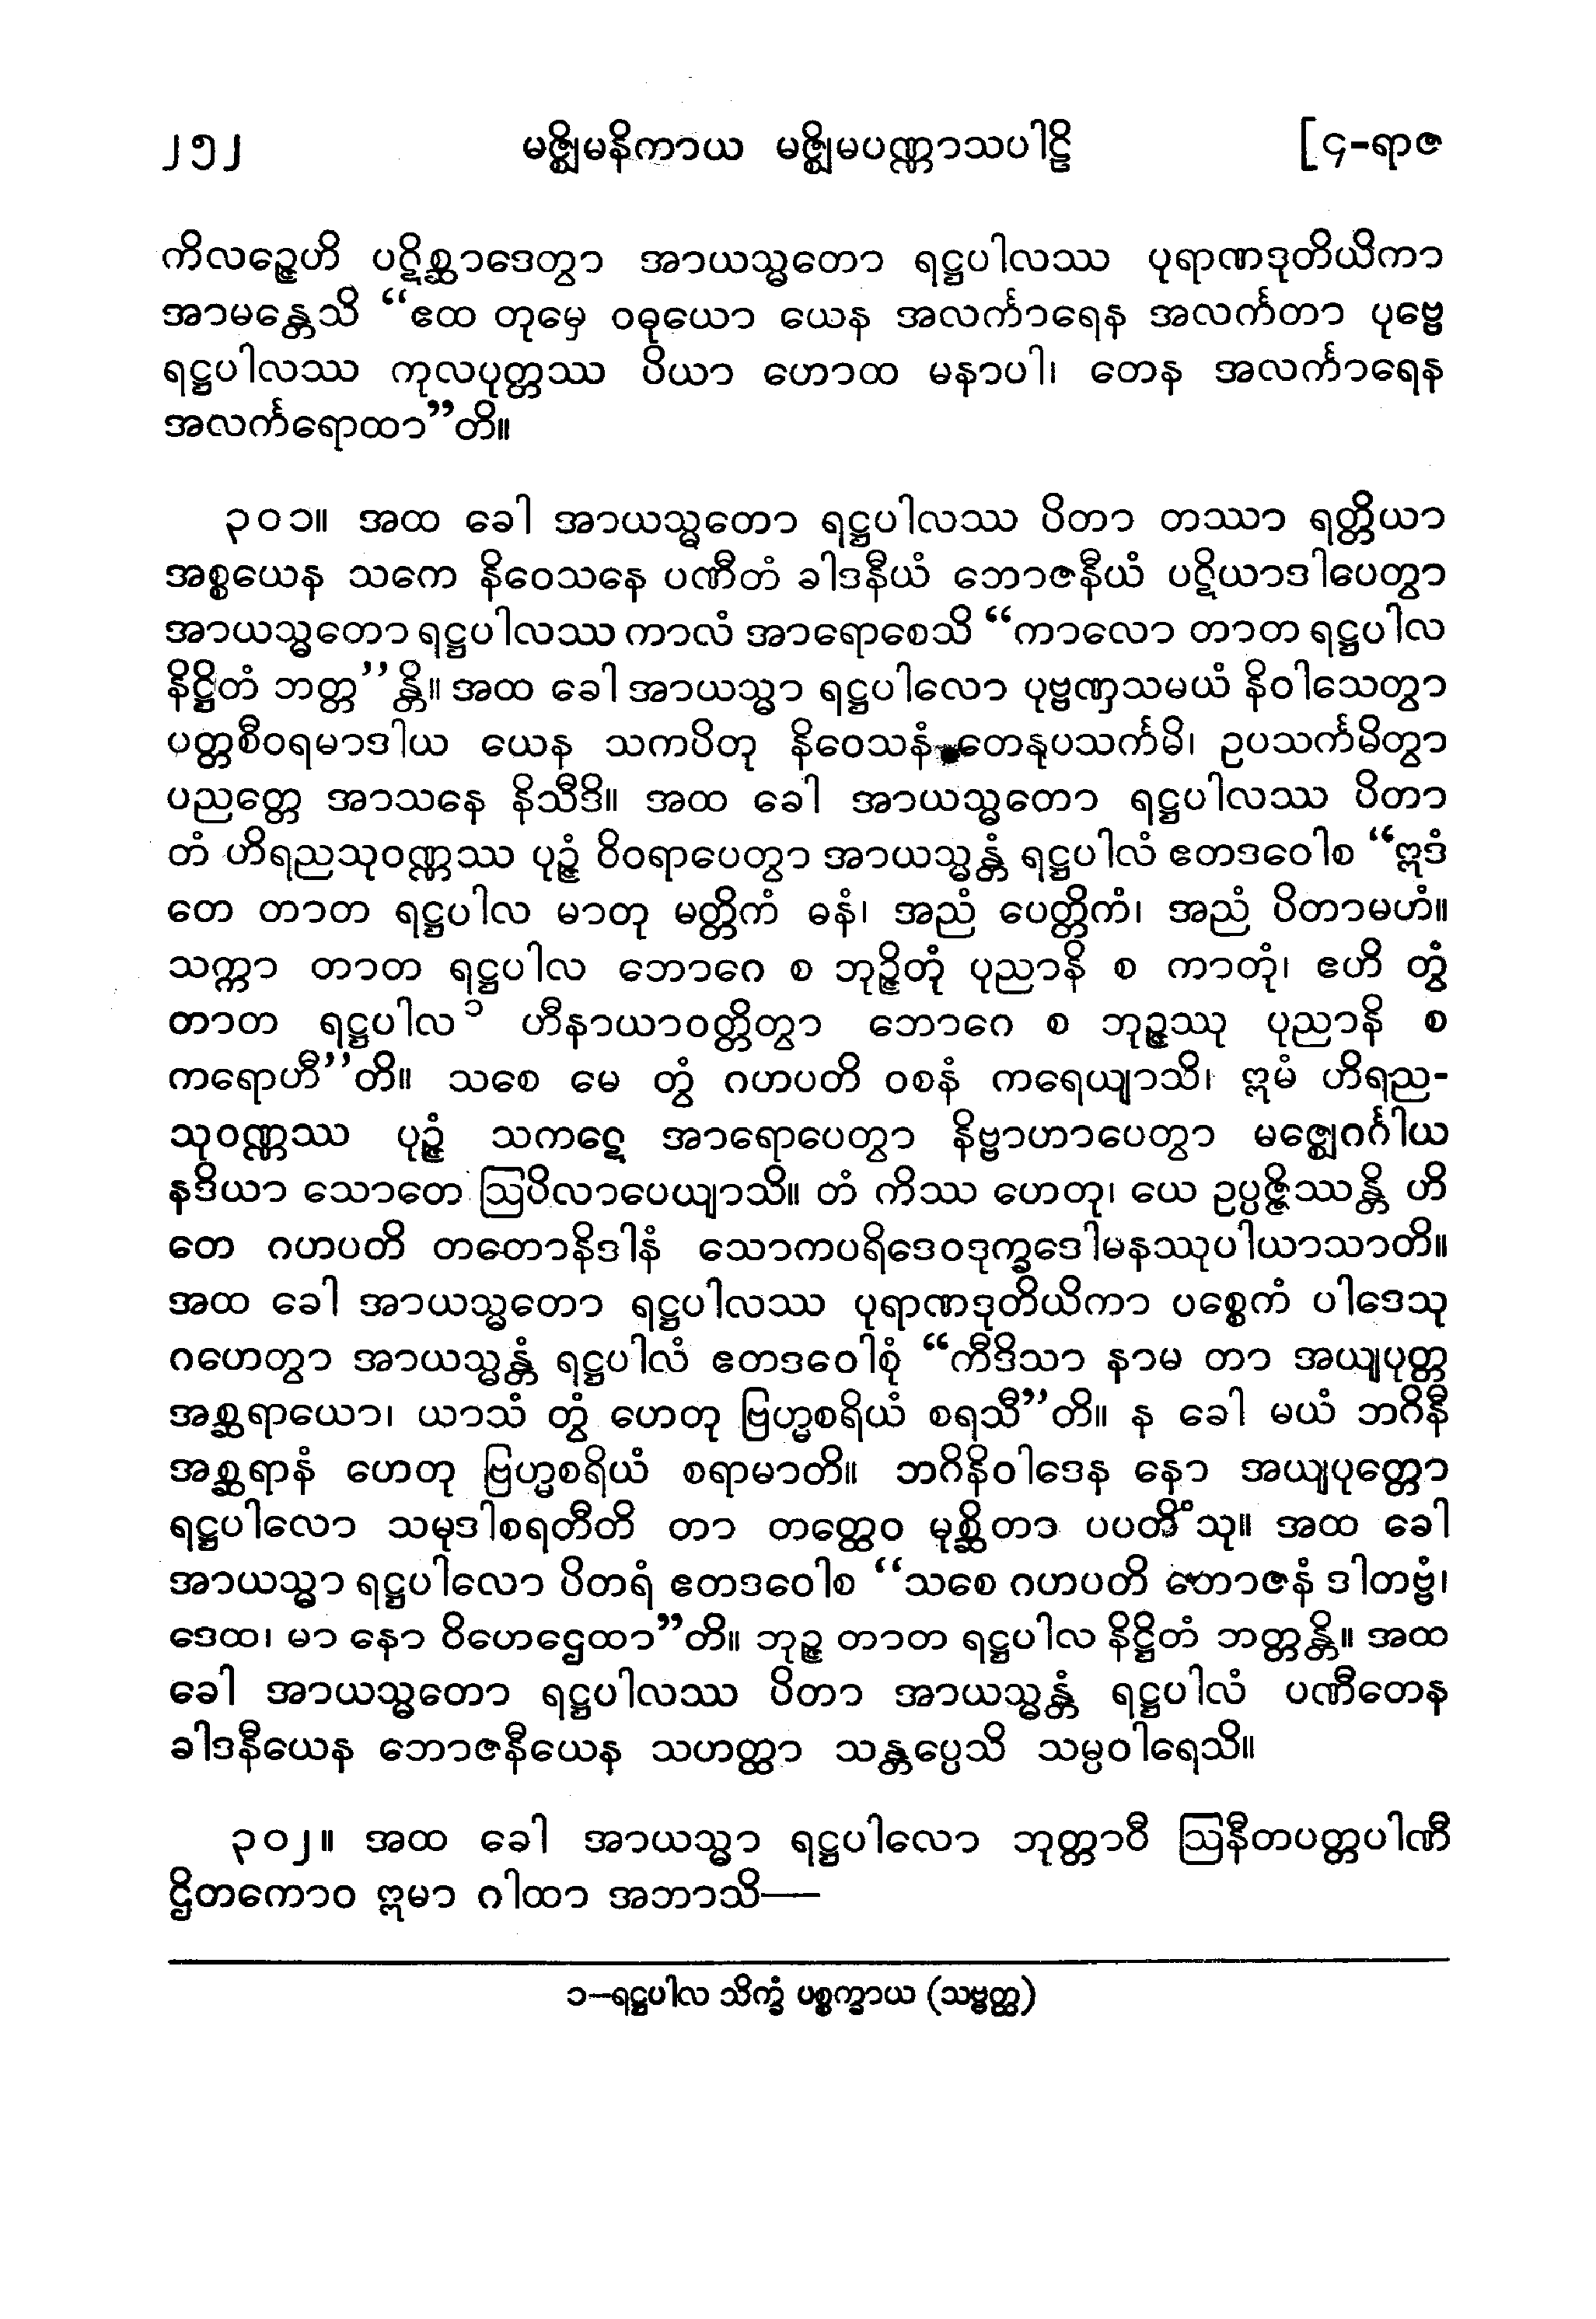 ၂၅၂ မဇ္ဈိမနိကာယ မဇ္ဈိမပဏ္ဏာသပါဠိ [၄-ရာဇ
ကိလဉ္ဇေဟိ ပဋိစ္ဆာဒေတွာ အာယသ္မတော ရဋ္ဌပါလဿ ပုရာဏဒုတိယိကာ
အာမန္တေသိ “ဧထ တုမှေ ဝဓုယော ယေန အလင်္ကာရေန အလင်္ကတာ ပုဗ္ဗေ
ရဋ္ဌပါလဿ ကုလပုတ္တဿ ပိယာ ဟောထ မနာပါ၊ တေန အလင်္ကာရေန
အလင်္ကရောထာ”တိ။
၃၀၁။ အထ ခေါ အာယသ္မတော ရဋ္ဌပါလဿ ပိတာ တဿာ ရတ္တိယာ
အစ္စယေန သကေ နိဝေသနေ ပဏီတံ ခါဒနီယံ ဘောဇနီယံ ပဋိယာဒါပေတွာ
အာယသ္မတော ရဋ္ဌပါလဿ ကာလံ အာရောစေသိ “ကာလော တာတ ရဋ္ဌပါလ
နိဋ္ဌိတံ ဘတ္တ”န္တိ။ အထ ခေါ အာယသ္မာ ရဋ္ဌပါလော ပုဗ္ဗဏှသမယံ နိဝါသေတွာ
ပတ္တစီဝရမာဒါယ ယေန သကပိတု နိဝေသနံ တေနုပသင်္ကမိ၊ ဥပသင်္ကမိတွာ
ပညတ္တေ အာသနေ နိသီဒိ။ အထ ခေါ အာယသ္မတော ရဋ္ဌပါလဿ ပိတာ
တံ ဟိရညသုဝဏ္ဏဿ ပုဉ္ဇံ ဝိဝရာပေတွာ အာယသ္မန္တံ ရဋ္ဌပါလံ ဧတဒဝေါစ “ဣဒံ
တေ တာတ ရဋ္ဌပါလ မာတု မတ္တိကံ ဓနံ၊ အညံ ပေတ္တိကံ၊ အညံ ပိတာမဟံ။
သက္ကာ တာတ ရဋ္ဌပါလ ဘောဂေ စ ဘုဉ္ဇိတုံ ပုညာနိ စ ကာတုံ၊ ဧဟိ တွံ
တာတ ရဋ္ဌပါလ၁ ဟီနာယာဝတ္တိတွာ ဘောဂေ စ ဘုဉ္ဇဿု ပုညာနိ စ
ကရောဟီ”တိ။ သစေ မေ တွံ ဂဟပတိ ဝစနံ ကရေယျာသိ၊ ဣမံ ဟိရည-
သုဝဏ္ဏဿ ပုဉ္ဇံ သကဋေ အာရောပေတွာ နိဗ္ဗာဟာပေတွာ မဇ္ဈေဂင်္ဂါယ
နဒိယာ သောတေ ဩပိလာပေယျာသိ။ တံ ကိဿ ဟေတု၊ ယေ ဥပ္ပဇ္ဇိဿန္တိ ဟိ
တေ ဂဟပတိ တတောနိဒါနံ သောကပရိဒေဝဒုက္ခဒေါမနဿုပါယာသာတိ။
အထ ခေါ အာယသ္မတော ရဋ္ဌပါလဿ ပုရာဏဒုတိယိကာ ပစ္စေကံ ပါဒေသု
ဂဟေတွာ အာယသ္မန္တံ ရဋ္ဌပါလံ ဧတဒဝေါစုံ “ကီဒိသာ နာမ တာ အယျပုတ္တ
အစ္ဆရာယော၊ ယာသံ တွံ ဟေတု ဗြဟ္မစရိယံ စရသီ”တိ။ န ခေါ မယံ ဘဂိနီ
အစ္ဆရာနံ ဟေတု ဗြဟ္မစရိယံ စရာမာတိ။ ဘဂိနိဝါဒေန နော အယျပုတ္တော
ရဋ္ဌပါလော သမုဒါစရတီတိ တာ တတ္ထေဝ မုစ္ဆိတာ ပပတိံသု။ အထ ခေါ
အာယသ္မာ ရဋ္ဌပါလော ပိတရံ ဧတဒဝေါစ “သစေ ဂဟပတိ ဘောဇနံ ဒါတဗ္ဗံ၊
ဒေထ၊ မာ နော ဝိဟေဌေထာ”တိ။ ဘုဉ္ဇ တာတ ရဋ္ဌပါလ နိဋ္ဌိတံ ဘတ္တန္တိ။ အထ
ခေါ အာယသ္မတော ရဋ္ဌပါလဿ ပိတာ အာယသ္မန္တံ ရဋ္ဌပါလံ ပဏီတေန
ခါဒနီယေန ဘောဇနီယေန သဟတ္ထာ သန္တပ္ပေသိ သမ္ပဝါရေသိ။
၃၀၂။ အထ ခေါ အာယသ္မာ ရဋ္ဌပါလော ဘုတ္တာဝီ ဩနီတပတ္တပါဏီ
ဌိတကောဝ ဣမာ ဂါထာ အဘာသိ—
၁–ရဋ္ဌပါလ သိက္ခံ ပစ္စက္ခာယ (သဗ္ဗတ္ထ)